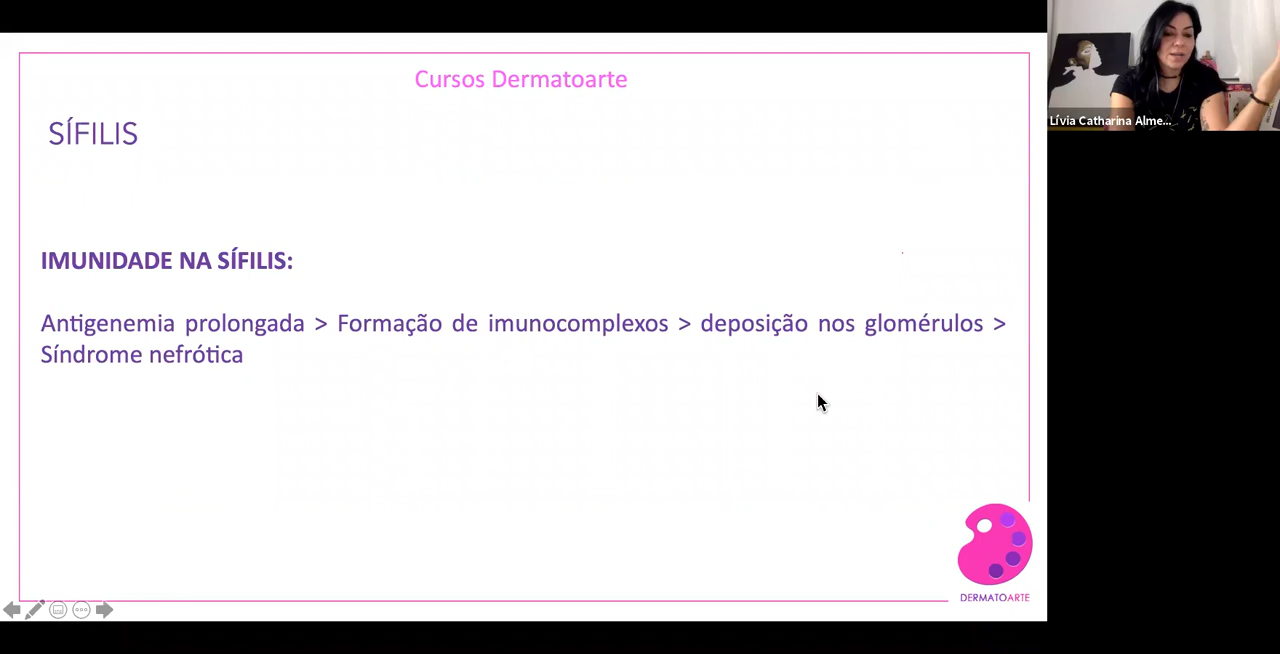 Cursos Dermatoarte
SÍFILIS
IMUNIDADE NA SÍFILIS:
Antigenemia prolongada > Formação de imunocomplexos > deposição nos glomérulos >
Síndrome nefrótica
DERMATOARTE
Lívia Catharina Alme...